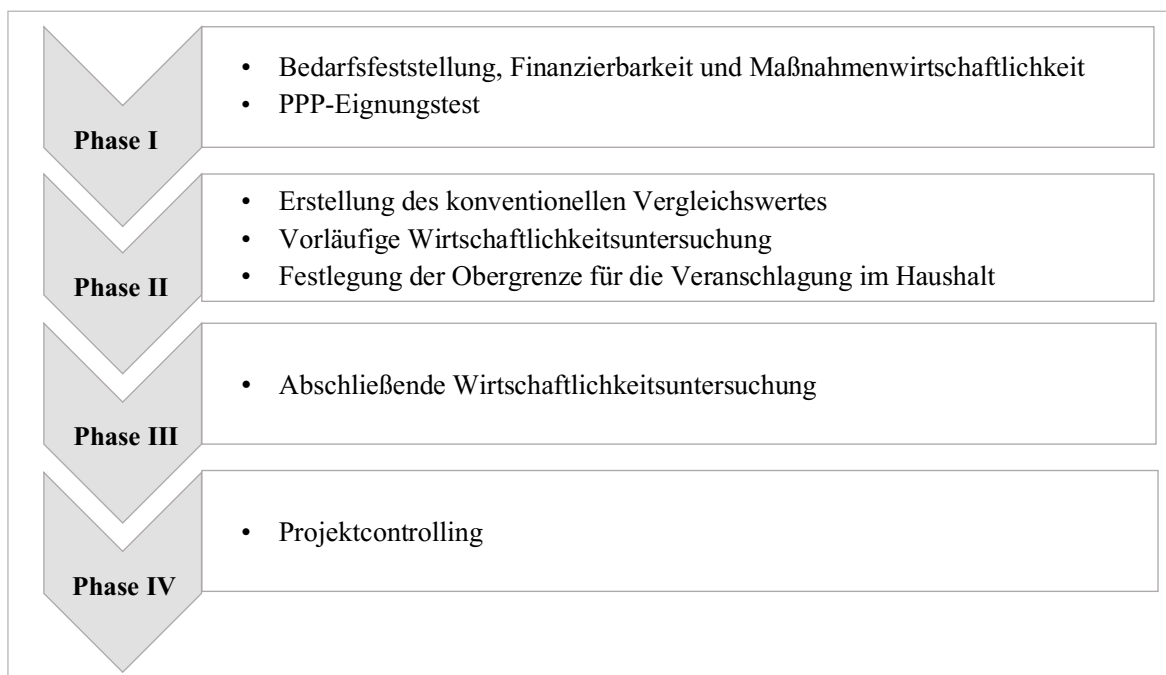 Phase I
• Bedarfsfeststellung, Finanzierbarkeit und Maßnahmenwirtschaftlichkeit
• PPP-Eignungstest
Phase II
• Erstellung des konventionellen Vergleichswertes
• Vorläufige Wirtschaftlichkeitsuntersuchung
• Festlegung der Obergrenze für die Veranschlagung im Haushalt
Phase III
• Abschließende Wirtschaftlichkeitsuntersuchung
Phase IV
• Projektcontrolling